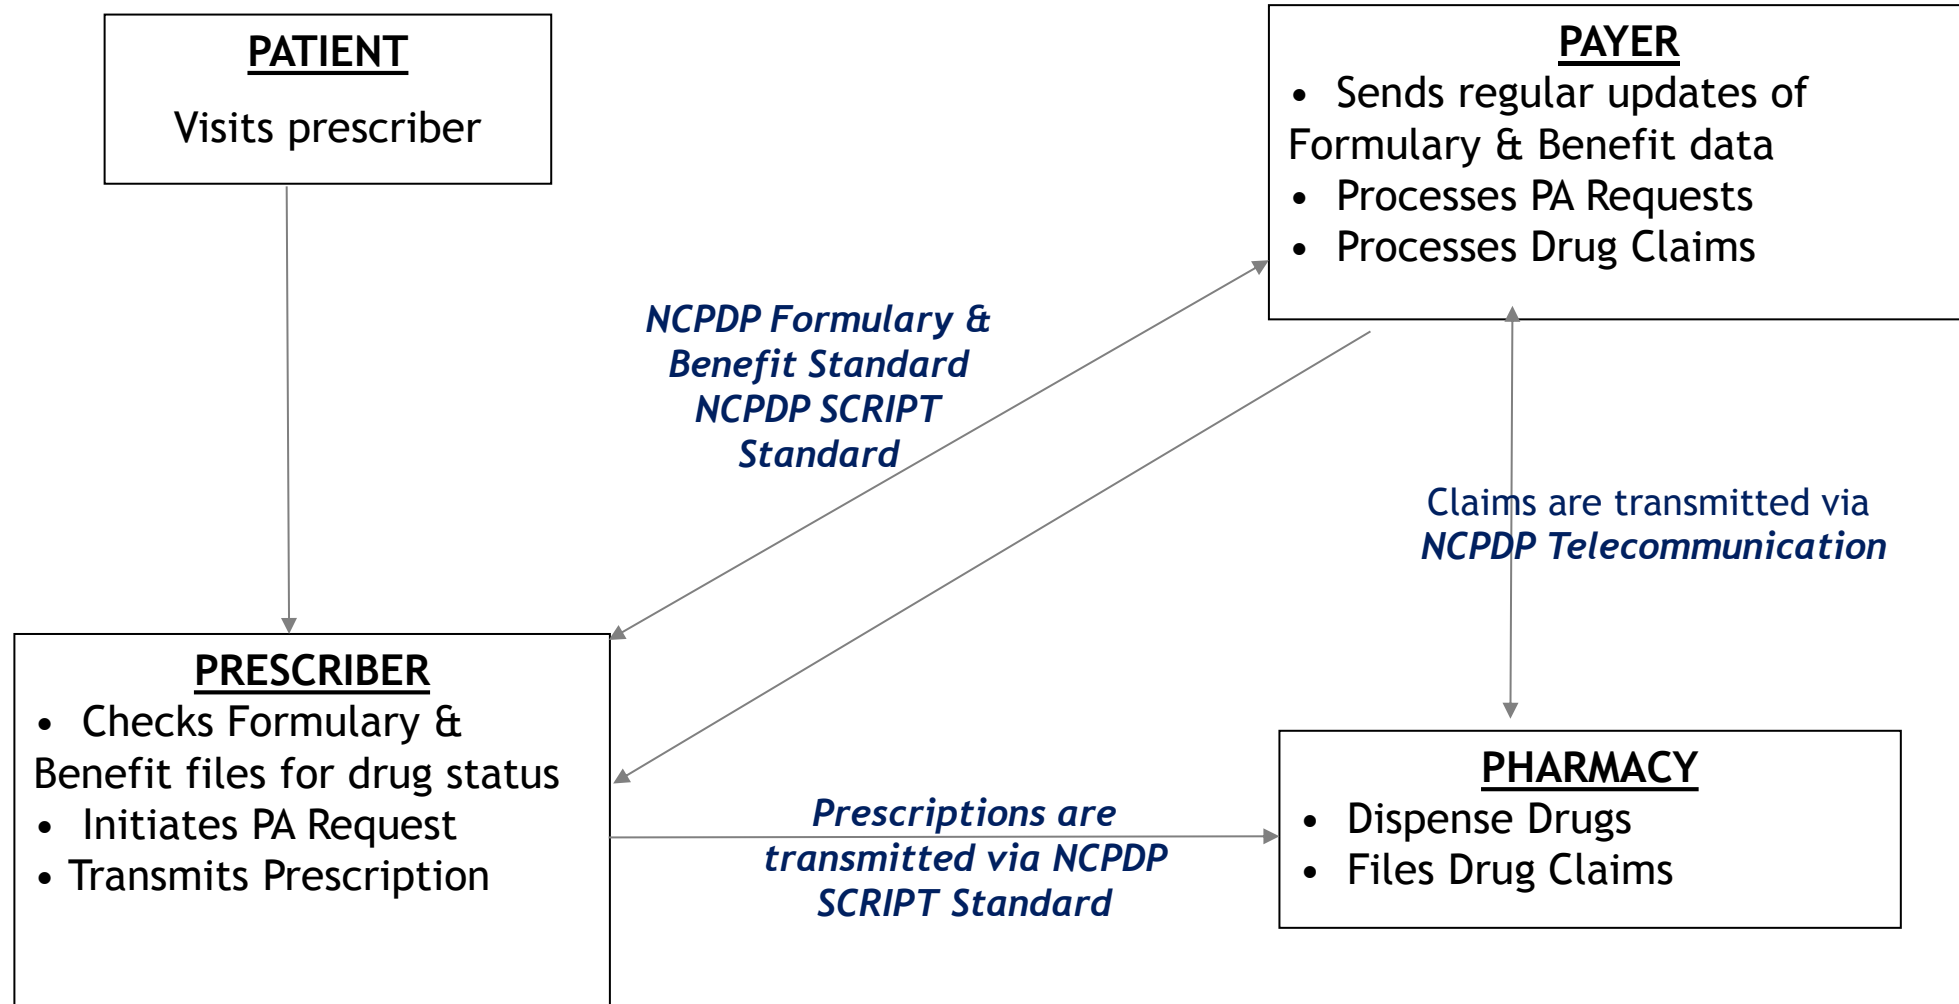 PATIENT
Visits prescriber
PAYER
• Sends regular updates of
Formulary & Benefit data
• Processes PA Requests
• Processes Drug Claims
NCPDP Formulary &
Benefit Standard
NCPDP SCRIPT
Standard
Claims are transmitted via
NCPDP Telecommunication
PRESCRIBER
• Checks Formulary &
Benefit files for drug status
• Initiates PA Request
• Transmits Prescription
Prescriptions are
transmitted via NCPDP
SCRIPT Standard
PHARMACY
• Dispense Drugs
• Files Drug Claims